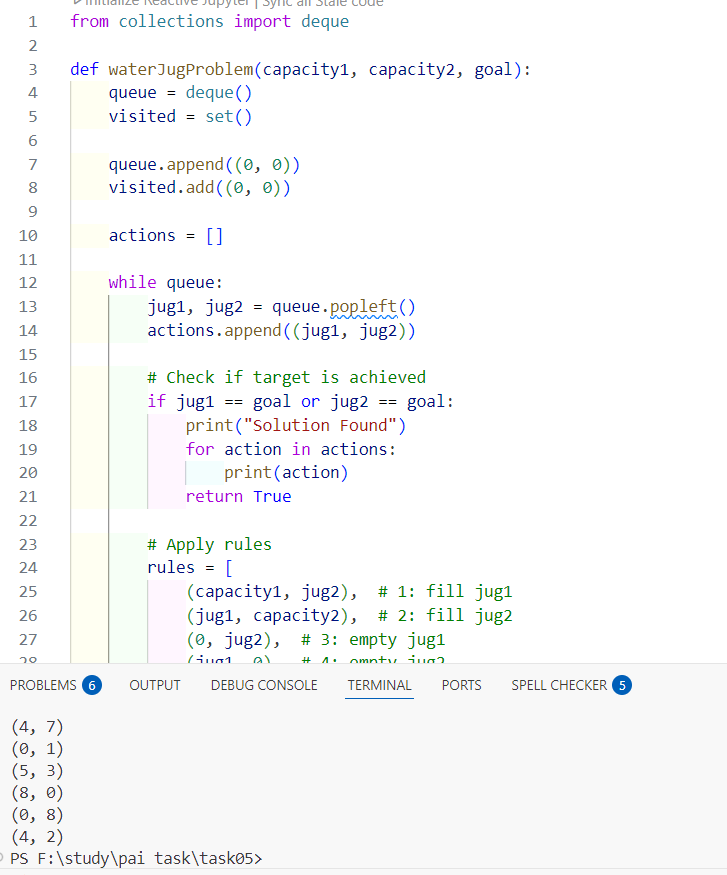 Initialize Reactive Jupyter | Sync all Stale code
1 from collections import deque
2
3 def waterJugProblem(capacity1, capacity2, goal):
4 queue = deque()
5 visited = set()
6
7 queue.append((0, 0))
8 visited.add((0, 0))
9
10 actions = []
11
12 while queue:
13 jug1, jug2 = queue.popleft()
14 actions.append((jug1, jug2))
15
16 # Check if target is achieved
17 if jug1 == goal or jug2 == goal:
18 print("Solution Found")
19 for action in actions:
20 print(action)
21 return True
22
23 # Apply rules
24 rules = [
25 (capacity1, jug2), # 1: fill jug1
26 (jug1, capacity2), # 2: fill jug2
27 (0, jug2), # 3: empty jug1
28 (jug1, 0), # 4: empty jug2
PROBLEMS 6 OUTPUT DEBUG CONSOLE TERMINAL PORTS SPELL CHECKER 5
(4, 7)
(0, 1)
(5, 3)
(8, 0)
(0, 8)
(4, 2)
PS F:\study\pai task\task05>